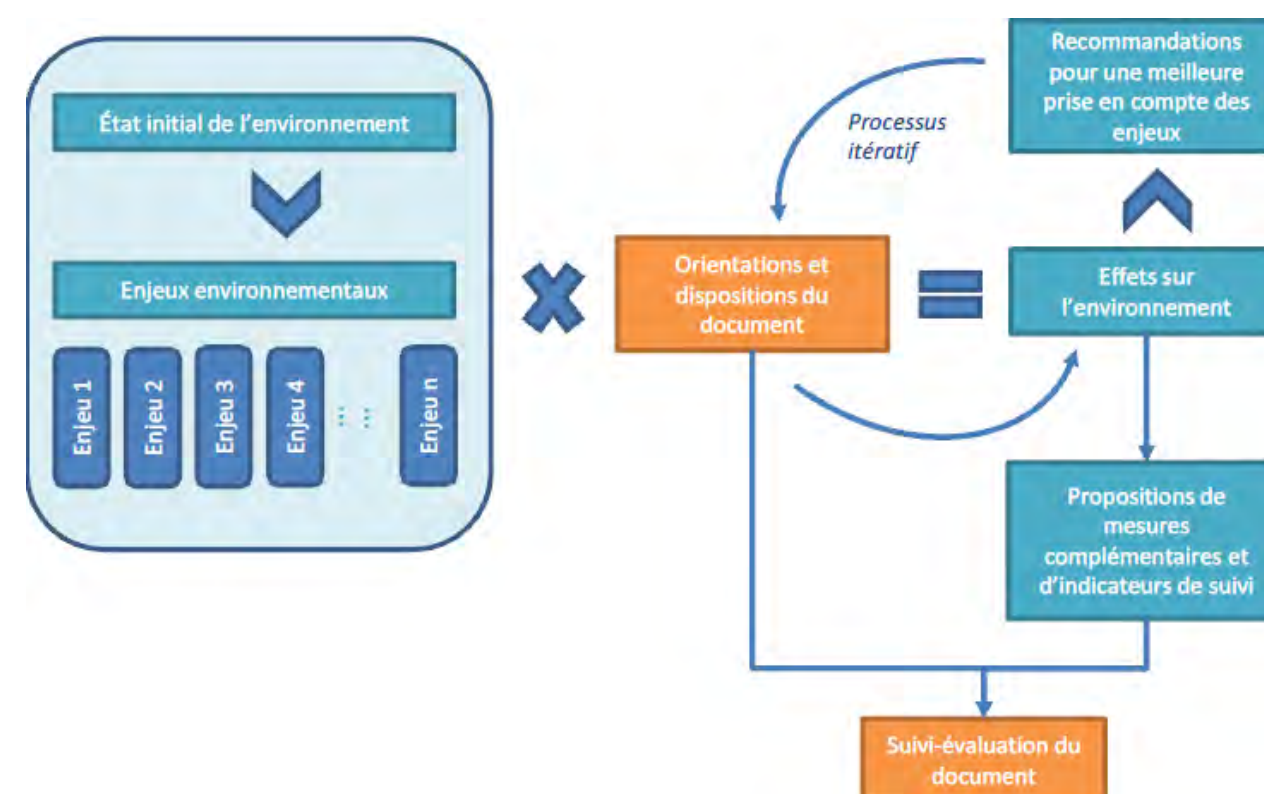 État initial de l'environnement
Enjeux environnementaux
Enjeu 1
Enjeu 2
Enjeu 3
Enjeu 4
... ...
Enjeu n
Orientations et
dispositions du
document
Processus
itératif
Recommandations
pour une meilleure
prise en compte des
enjeux
Effets sur
l'environnement
Propositions de
mesures
complémentaires et
d'indicateurs de suivi
Suivi-évaluation du
document